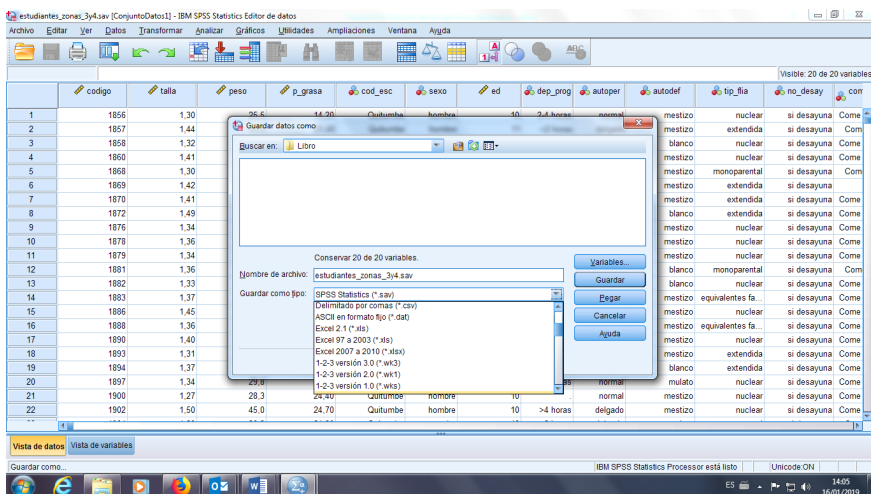 estudiantes_zonas_3y4.sav [ConjuntoDatos1] - IBM SPSS Statistics Editor de datos
Archivo Editar Ver Datos Transformar Analizar Gráficos Utilidades Ampliaciones Ventana Ayuda
Visible: 20 de 20 variables
codigo talla peso p_grasa cod_esc sexo ed dep_prog autoper autodef tip_flia no_desay com
1 1856 1,30 26,5 14,20 Quitumbe hombre 10 2-4 horas normal mestizo nuclear si desayuna Come
2 1857 1,44 mestizo extendida si desayuna Com
3 1858 1,32 blanco nuclear si desayuna Come
4 1860 1,41 mestizo nuclear si desayuna Come
5 1868 1,30 mestizo monoparental si desayuna Com
6 1869 1,42 mestizo extendida si desayuna
7 1870 1,41 mestizo extendida si desayuna Come
8 1872 1,49 blanco extendida si desayuna Come
9 1876 1,34 mestizo nuclear si desayuna Come
10 1878 1,36 mestizo nuclear si desayuna Come
11 1879 1,34 mestizo nuclear si desayuna Come
12 1881 1,36 blanco monoparental si desayuna Com
13 1882 1,33 blanco nuclear si desayuna Come
14 1883 1,37 mestizo equivalentes fa... si desayuna Come
15 1886 1,45 mestizo nuclear si desayuna Come
16 1888 1,36 mestizo equivalentes fa... si desayuna Come
17 1890 1,40 mestizo nuclear si desayuna Come
18 1893 1,31 mestizo extendida si desayuna Come
19 1894 1,37 blanco extendida si desayuna Come
20 1897 1,34 29,8 normal mulato nuclear si desayuna Come
21 1900 1,27 28,3 24,40 Quitumbe hombre 10 . normal mestizo nuclear si desayuna Come
22 1902 1,50 45,0 24,70 Quitumbe hombre 10 >4 horas delgado mestizo nuclear si desayuna Come
Guardar datos como
Buscar en: Libro
Conservar 20 de 20 variables.
Variables...
Nombre de archivo: estudiantes_zonas_3y4.sav
Guardar
Guardar como tipo: SPSS Statistics (*.sav)
Pegar
Delimitado por comas (*.csv)
ASCII en formato fijo (*.dat)
Cancelar
Excel 2.1 (*.xls)
Excel 97 a 2003 (*.xls)
Ayuda
Excel 2007 a 2010 (*.xlsx)
1-2-3 versión 3.0 (*.wk3)
1-2-3 versión 2.0 (*.wk1)
1-2-3 versión 1.0 (*.wks)
Vista de datos Vista de variables
Guardar como...
IBM SPSS Statistics Processor está listo Unicode:ON
ES 14:05
16/01/2019